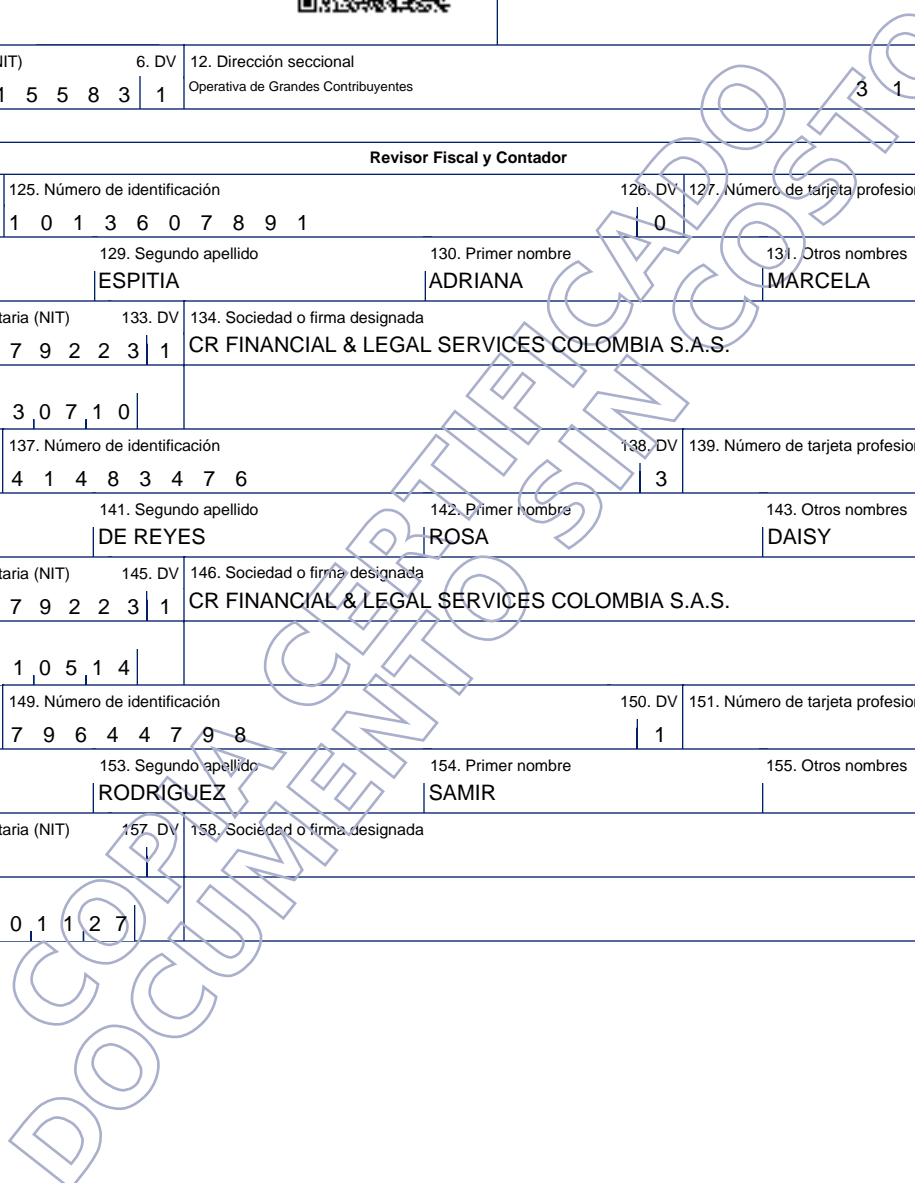 IT) 6. DV 12. Dirección seccional
1 5 5 8 3 1 Operativa de Grandes Contribuyentes 3 1
Revisor Fiscal y Contador
125. Número de identificación 126. DV 127. Número de tarjeta profesion
1 0 1 3 6 0 7 8 9 1 0
129. Segundo apellido 130. Primer nombre 131. Otros nombres
ESPITIA ADRIANA MARCELA
taria (NIT) 133. DV 134. Sociedad o firma designada
7 9 2 2 3 1 CR FINANCIAL & LEGAL SERVICES COLOMBIA S.A.S.
3 0 7 1 0
137. Número de identificación 138. DV 139. Número de tarjeta profesion
4 1 4 8 3 4 7 6 3
141. Segundo apellido 142. Primer nombre 143. Otros nombres
DE REYES ROSA DAISY
taria (NIT) 145. DV 146. Sociedad o firma designada
7 9 2 2 3 1 CR FINANCIAL & LEGAL SERVICES COLOMBIA S.A.S.
1 0 5 1 4
149. Número de identificación 150. DV 151. Número de tarjeta profesion
7 9 6 4 4 7 9 8 1
153. Segundo apellido 154. Primer nombre 155. Otros nombres
RODRIGUEZ SAMIR
taria (NIT) 157. DV 158. Sociedad o firma designada
0 1 1 2 7
COPIA CERTIFICADO
DOCUMENTO SIN COSTO